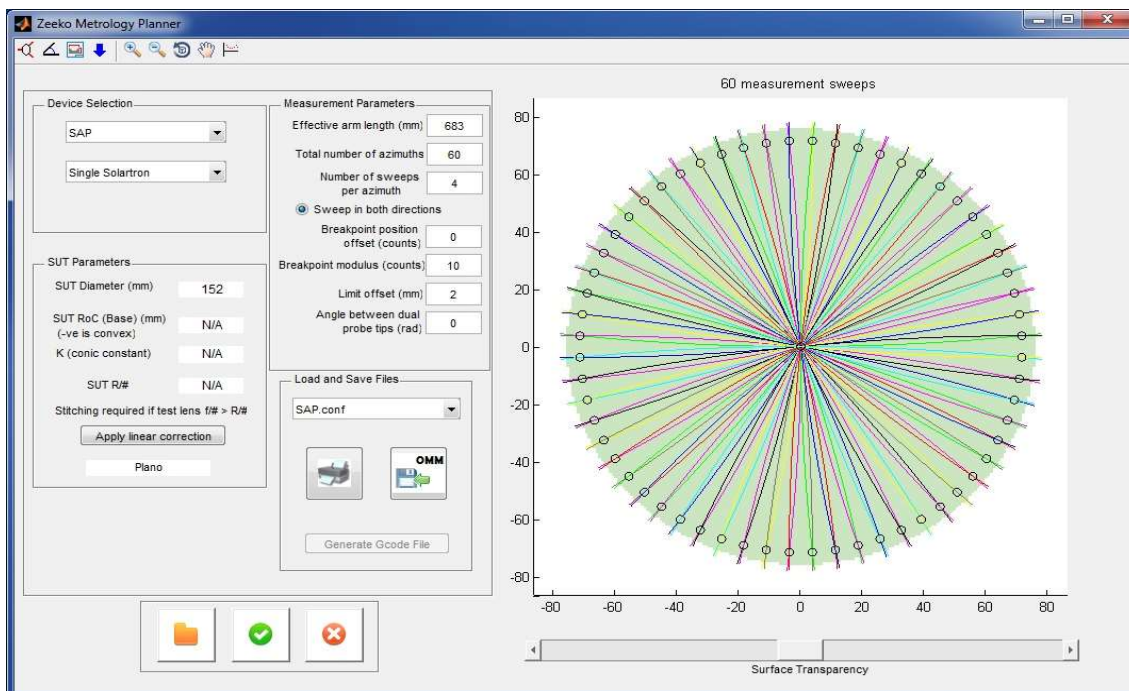 Zeeko Metrology Planner
Device Selection
SAP
Single Solartron
SUT Parameters
SUT Diameter (mm) 152
SUT RoC (Base) (mm)
(-ve is convex) N/A
K (conic constant) N/A
SUT R/# N/A
Stitching required if test lens f/# > R/#
Apply linear correction
Plano
Measurement Parameters
Effective arm length (mm) 683
Total number of azimuths 60
Number of sweeps
per azimuth 4
Sweep in both directions
Breakpoint position
offset (counts) 0
Breakpoint modulus (counts) 10
Limit offset (mm) 2
Angle between dual
probe tips (rad) 0
Load and Save Files
SAP.conf
OMM
Generate Gcode File
60 measurement sweeps
80
60
40
20
0
-20
-40
-60
-80
-80 -60 -40 -20 0 20 40 60 80
Surface Transparency